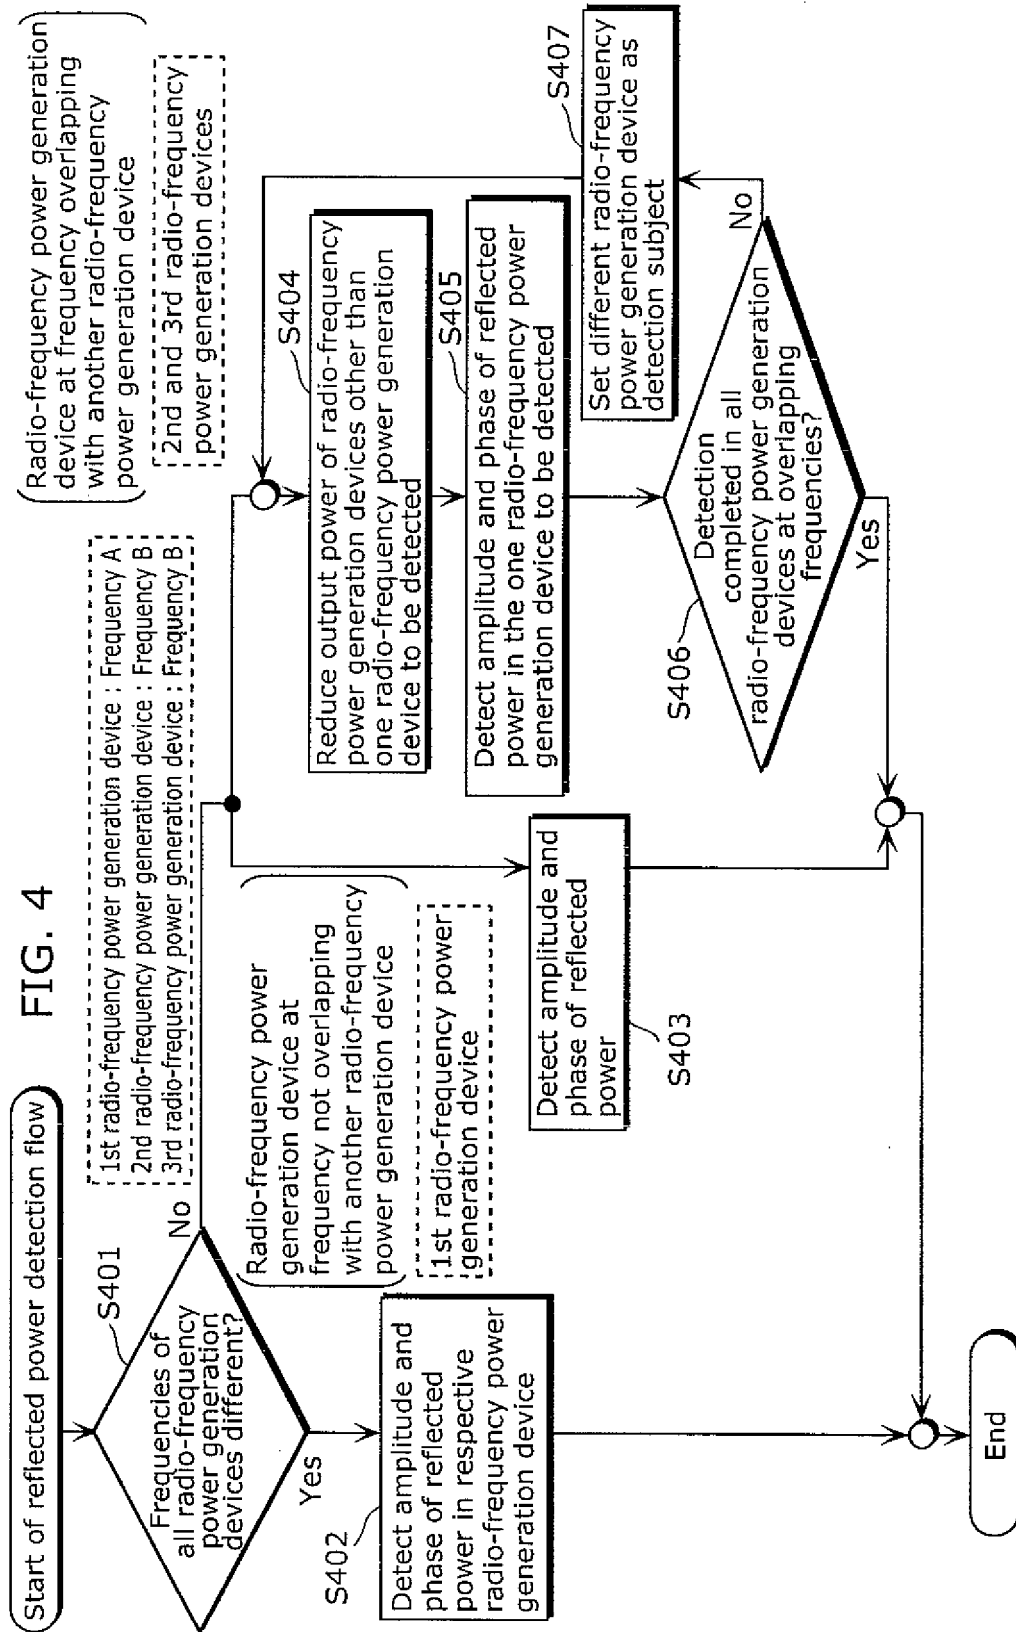 FIG. 4
Start of reflected power detection flow
S401
Frequencies of
all radio-frequency
power generation
devices different?
No
Yes
S402
Detect amplitude and
phase of reflected
power in respective
radio-frequency power
generation device
1st radio-frequency power generation device : Frequency A
2nd radio-frequency power generation device : Frequency B
3rd radio-frequency power generation device : Frequency B
Radio-frequency power
generation device at
frequency not overlapping
with another radio-frequency
power generation device
1st radio-frequency power
generation device
Detect amplitude and
phase of reflected
power
S403
Radio-frequency power generation
device at frequency overlapping
with another radio-frequency
power generation device
2nd and 3rd radio-frequency
power generation devices
S404
Reduce output power of radio-frequency
power generation devices other than
one radio-frequency power generation
device to be detected
S405
Detect amplitude and phase of reflected
power in the one radio-frequency power
generation device to be detected
S406
Detection
completed in all
radio-frequency power generation
devices at overlapping
frequencies?
No
Yes
S407
Set different radio-frequency
power generation device as
detection subject
End